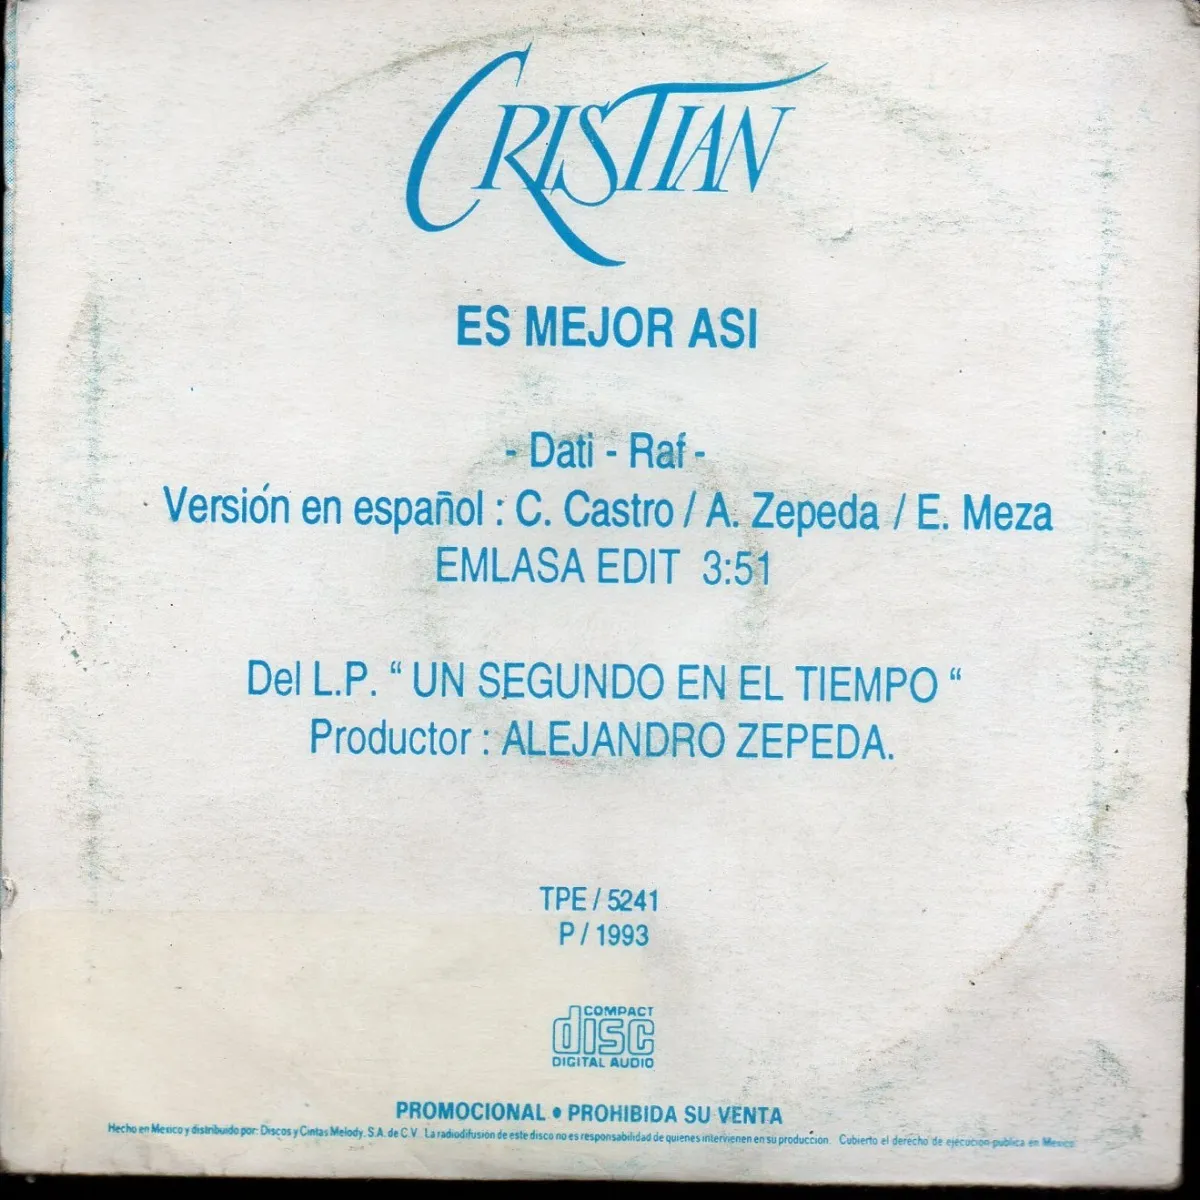 CRISTIAN
ES MEJOR ASI
- Dati - Raf -
Versión en español : C. Castro / A. Zepeda / E. Meza
EMLASA EDIT 3:51
Del L.P. “ UN SEGUNDO EN EL TIEMPO “
Productor : ALEJANDRO ZEPEDA.
TPE / 5241
P / 1993
COMPACT
disc
DIGITAL AUDIO
PROMOCIONAL • PROHIBIDA SU VENTA
Hecho en Mexico y distribuido por: Discos y Cintas Melody, S.A. de C.V. La radiodifusión de este disco no es responsabilidad de quienes intervienen en su producción. Cubierto el derecho de ejecucion publica en Mexico